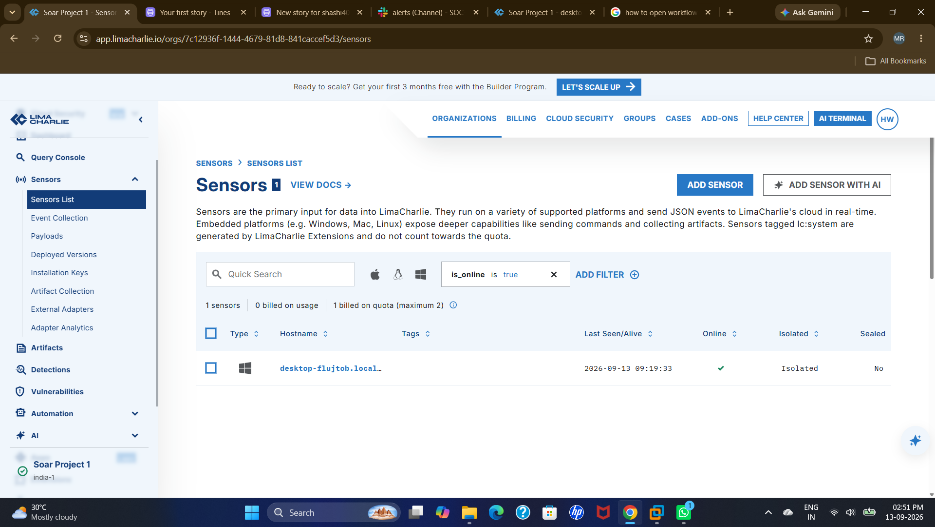 Soar Project 1 - Sensor
Your first story - Tines
New story for shashi4
alerts (Channel) - SOC
Soar Project 1 - deskto
how to open workflow
Ask Gemini
app.limacharlie.io/orgs/7c12936f-1444-4679-81d8-841caccef5d3/sensors
MR
All Bookmarks
Ready to scale? Get your first 3 months free with the Builder Program.
LET'S SCALE UP
LIMA
CHARLIE
ORGANIZATIONS
BILLING
CLOUD SECURITY
GROUPS
CASES
ADD-ONS
HELP CENTER
AI TERMINAL
HW
Query Console
Sensors
Sensors List
Event Collection
Payloads
Deployed Versions
Installation Keys
Artifact Collection
External Adapters
Adapter Analytics
Artifacts
Detections
Vulnerabilities
Automation
AI
Soar Project 1
india-1
SENSORS > SENSORS LIST
Sensors 1 VIEW DOCS →
ADD SENSOR
ADD SENSOR WITH AI
Sensors are the primary input for data into LimaCharlie. They run on a variety of supported platforms and send JSON events to LimaCharlie's cloud in real-time.
Embedded platforms (e.g. Windows, Mac, Linux) expose deeper capabilities like sending commands and collecting artifacts. Sensors tagged lc:system are
generated by LimaCharlie Extensions and do not count towards the quota.
Quick Search
is_online is true
ADD FILTER
1 sensors
0 billed on usage
1 billed on quota (maximum 2)
Type
Hostname
Tags
Last Seen/Alive
Online
Isolated
Sealed
desktop-flujtob.local…
2026-09-13 09:19:33
Isolated
No
30°C
Mostly cloudy
Search
1
ENG
IN
02:51 PM
13-09-2026